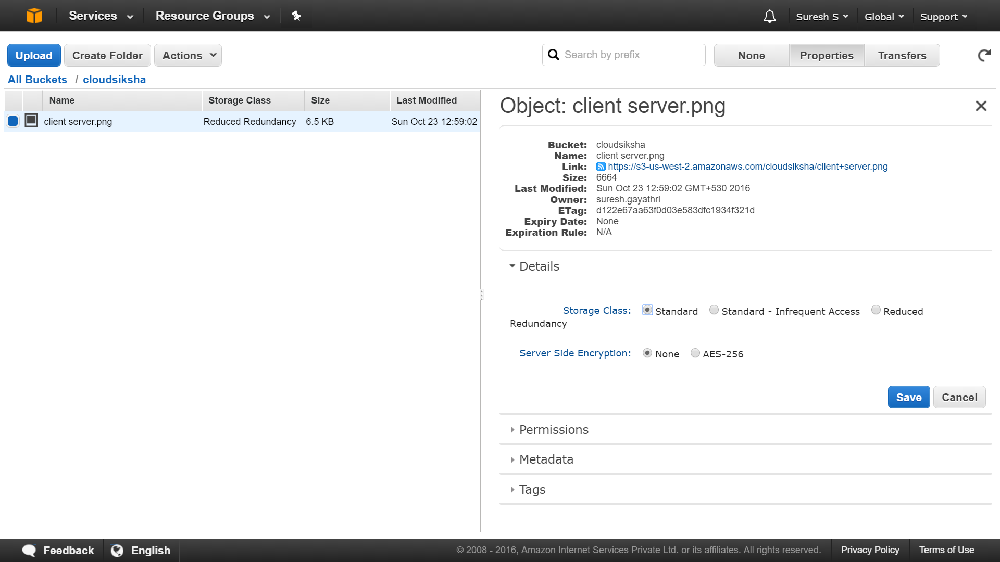 Services Resource Groups Suresh S Global Support
Upload Create Folder Actions Search by prefix None Properties Transfers
All Buckets / cloudsiksha
Name Storage Class Size Last Modified
client server.png Reduced Redundancy 6.5 KB Sun Oct 23 12:59:02
Object: client server.png
Bucket: cloudsiksha
Name: client server.png
Link: https://s3-us-west-2.amazonaws.com/cloudsiksha/client+server.png
Size: 6664
Last Modified: Sun Oct 23 12:59:02 GMT+530 2016
Owner: suresh.gayathri
ETag: d122e67aa63f0d03e583dfc1934f321d
Expiry Date: None
Expiration Rule: N/A
Details
Storage Class: Standard Standard - Infrequent Access Reduced
Redundancy
Server Side Encryption: None AES-256
Save Cancel
Permissions
Metadata
Tags
Feedback English © 2008 - 2016, Amazon Internet Services Private Ltd. or its affiliates. All rights reserved. Privacy Policy Terms of Use